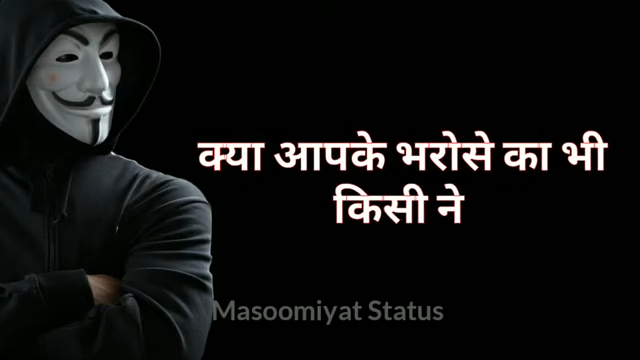 क्या आपके भरोसे का भी
किसी ने
Masoomiyat Status